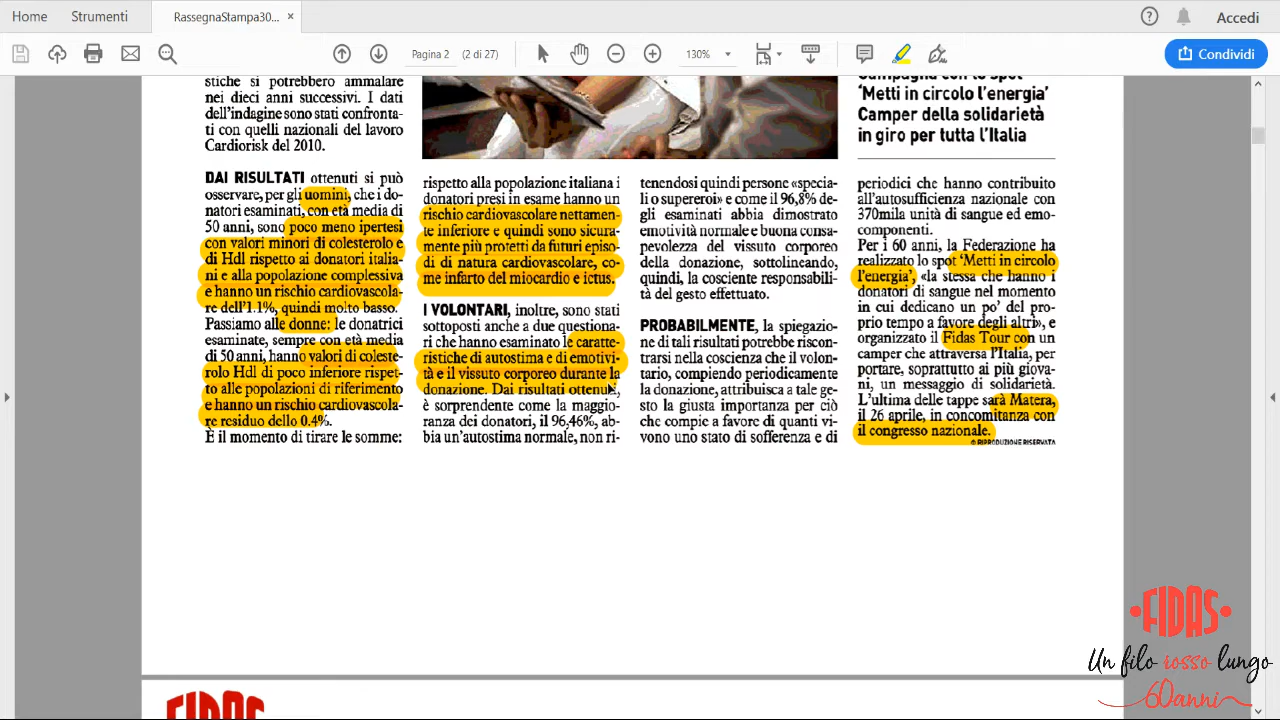 Home
Strumenti
RassegnaStampa30...
×
Accedi
Pagina 2
(2 di 27)
130%
Condividi
stiche si potrebbero ammalare
nei dieci anni successivi. I dati
dell'indagine sono stati confronta-
ti con quelli nazionali del lavoro
Cardiorisk del 2010.
DAI RISULTATI ottenuti si può
osservare, per gli uomini, che i do-
natori esaminati, con età media di
50 anni, sono poco meno ipertesi
con valori minori di colesterolo e
di Hdl rispetto ai donatori italia-
ni e alla popolazione complessiva
e hanno un rischio cardiovascola-
re dell'1.1%, quindi molto basso.
Passiamo alle donne: le donatrici
esaminate, sempre con età media
di 50 anni, hanno valori di coleste-
rolo Hdl di poco inferiore rispet-
to alle popolazioni di riferimento
e hanno un rischio cardiovascola-
re residuo dello 0.4%.
È il momento di tirare le somme:
rispetto alla popolazione italiana i
donatori presi in esame hanno un
rischio cardiovascolare nettamen-
te inferiore e quindi sono sicura-
mente più protetti da futuri episo-
di di natura cardiovascolare, co-
me infarto del miocardio e ictus.
I VOLONTARI, inoltre, sono stati
sottoposti anche a due questiona-
ri che hanno esaminato le caratte-
ristiche di autostima e di emotivi-
tà e il vissuto corporeo durante la
donazione. Dai risultati ottenuti,
è sorprendente come la maggio-
ranza dei donatori, il 96,46%, ab-
bia un'autostima normale, non ri-
tenendosi quindi persone «specia-
li o supereroi» e come il 96,8% de-
gli esaminati abbia dimostrato
emotività normale e buona consa-
pevolezza del vissuto corporeo
della donazione, sottolineando,
quindi, la cosciente responsabili-
tà del gesto effettuato.
PROBABILMENTE, la spiegazio-
ne di tali risultati potrebbe riscon-
trarsi nella coscienza che il volon-
tario, compiendo periodicamente
la donazione, attribuisca a tale ge-
sto la giusta importanza per ciò
che compie a favore di quanti vi-
vono uno stato di sofferenza e di
Campagna con lo spot
'Metti in circolo l'energia'
Camper della solidarietà
in giro per tutta l'Italia
periodici che hanno contribuito
all'autosufficienza nazionale con
370mila unità di sangue ed emo-
componenti.
Per i 60 anni, la Federazione ha
realizzato lo spot 'Metti in circolo
l'energia', «la stessa che hanno i
donatori di sangue nel momento
in cui dedicano un po' del pro-
prio tempo a favore degli altri», e
organizzato il Fidas Tour con un
camper che attraversa l'Italia, per
portare, soprattutto ai più giova-
ni, un messaggio di solidarietà.
L'ultima delle tappe sarà Matera,
il 26 aprile, in concomitanza con
il congresso nazionale.
© RIPRODUZIONE RISERVATA
FIDAS
FIDAS
Un filo rosso lungo
60anni